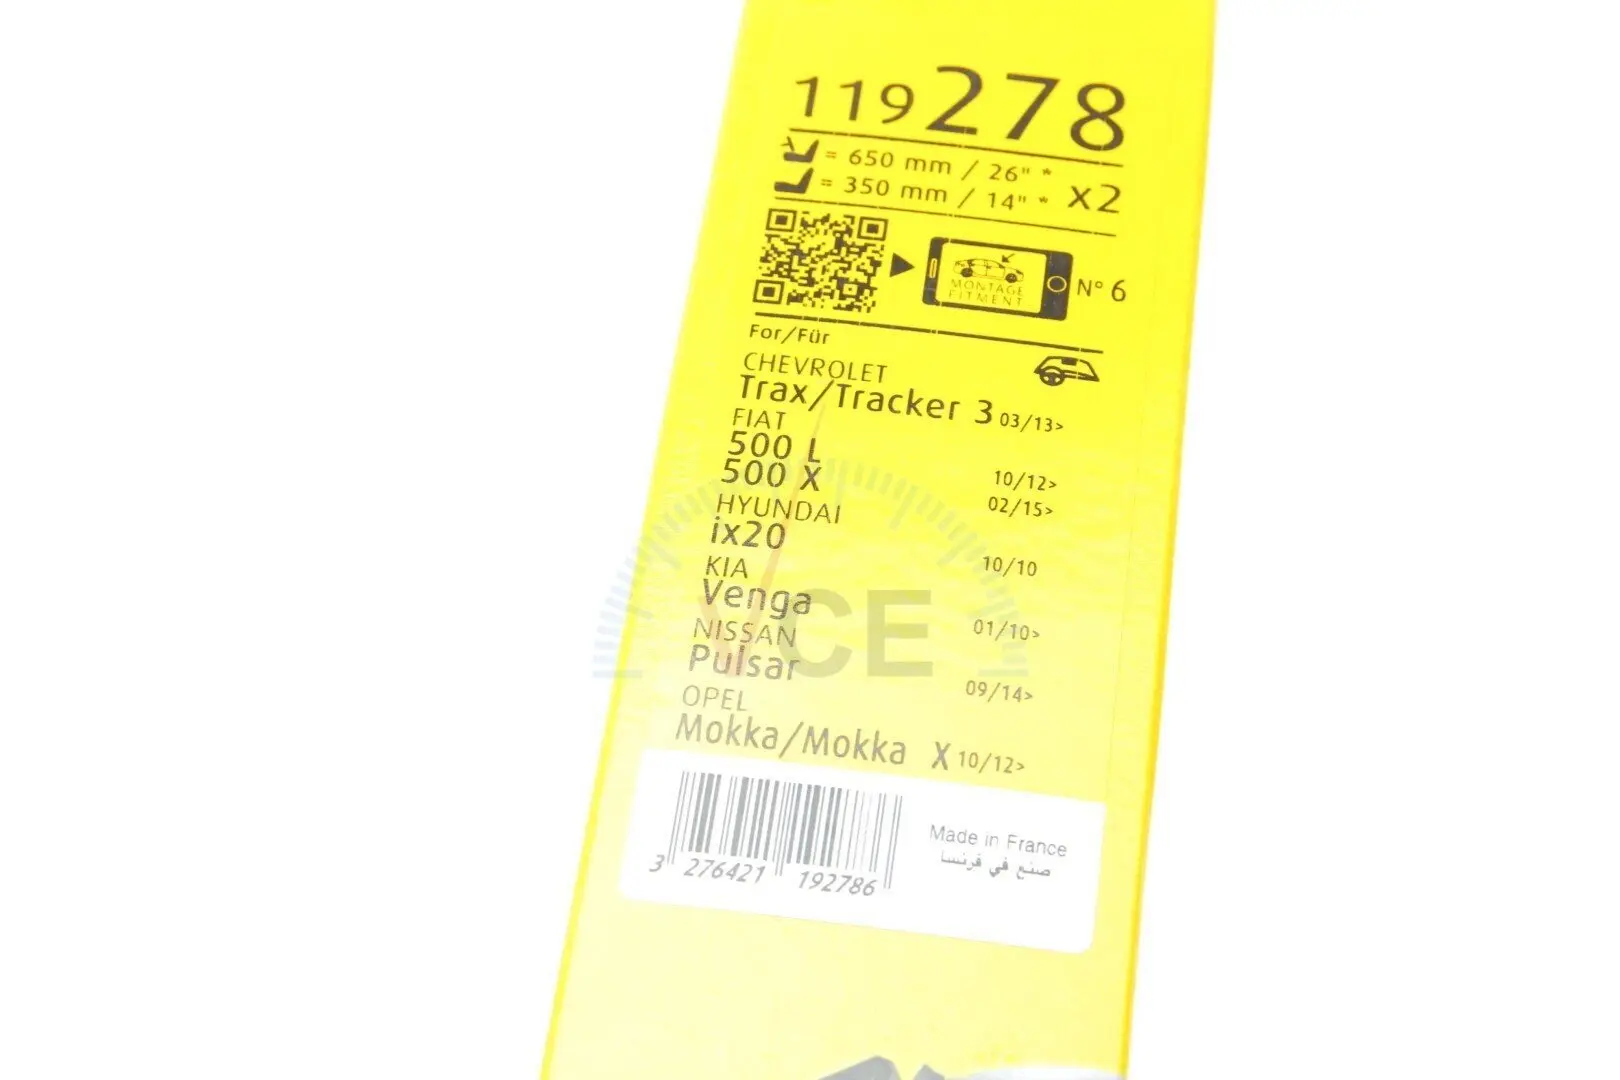 119278
= 650 mm / 26" *
= 350 mm / 14" *
x2
MONTAGE
FITMENT
N° 6
For/Für
CHEVROLET
Trax/Tracker 3 03/13>
FIAT
500 L 10/12>
500 X 02/15>
HYUNDAI
ix20 10/10
KIA
Venga 01/10>
NISSAN
Pulsar 09/14>
OPEL
Mokka/Mokka X 10/12>
VCE
Made in France
صنع في فرنسا
3 276421 192786